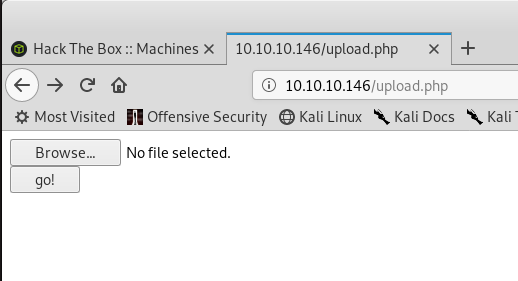 Hack The Box :: Machines
10.10.10.146/upload.php
10.10.10.146/upload.php
Most Visited Offensive Security Kali Linux Kali Docs Kali
Browse... No file selected.
go!